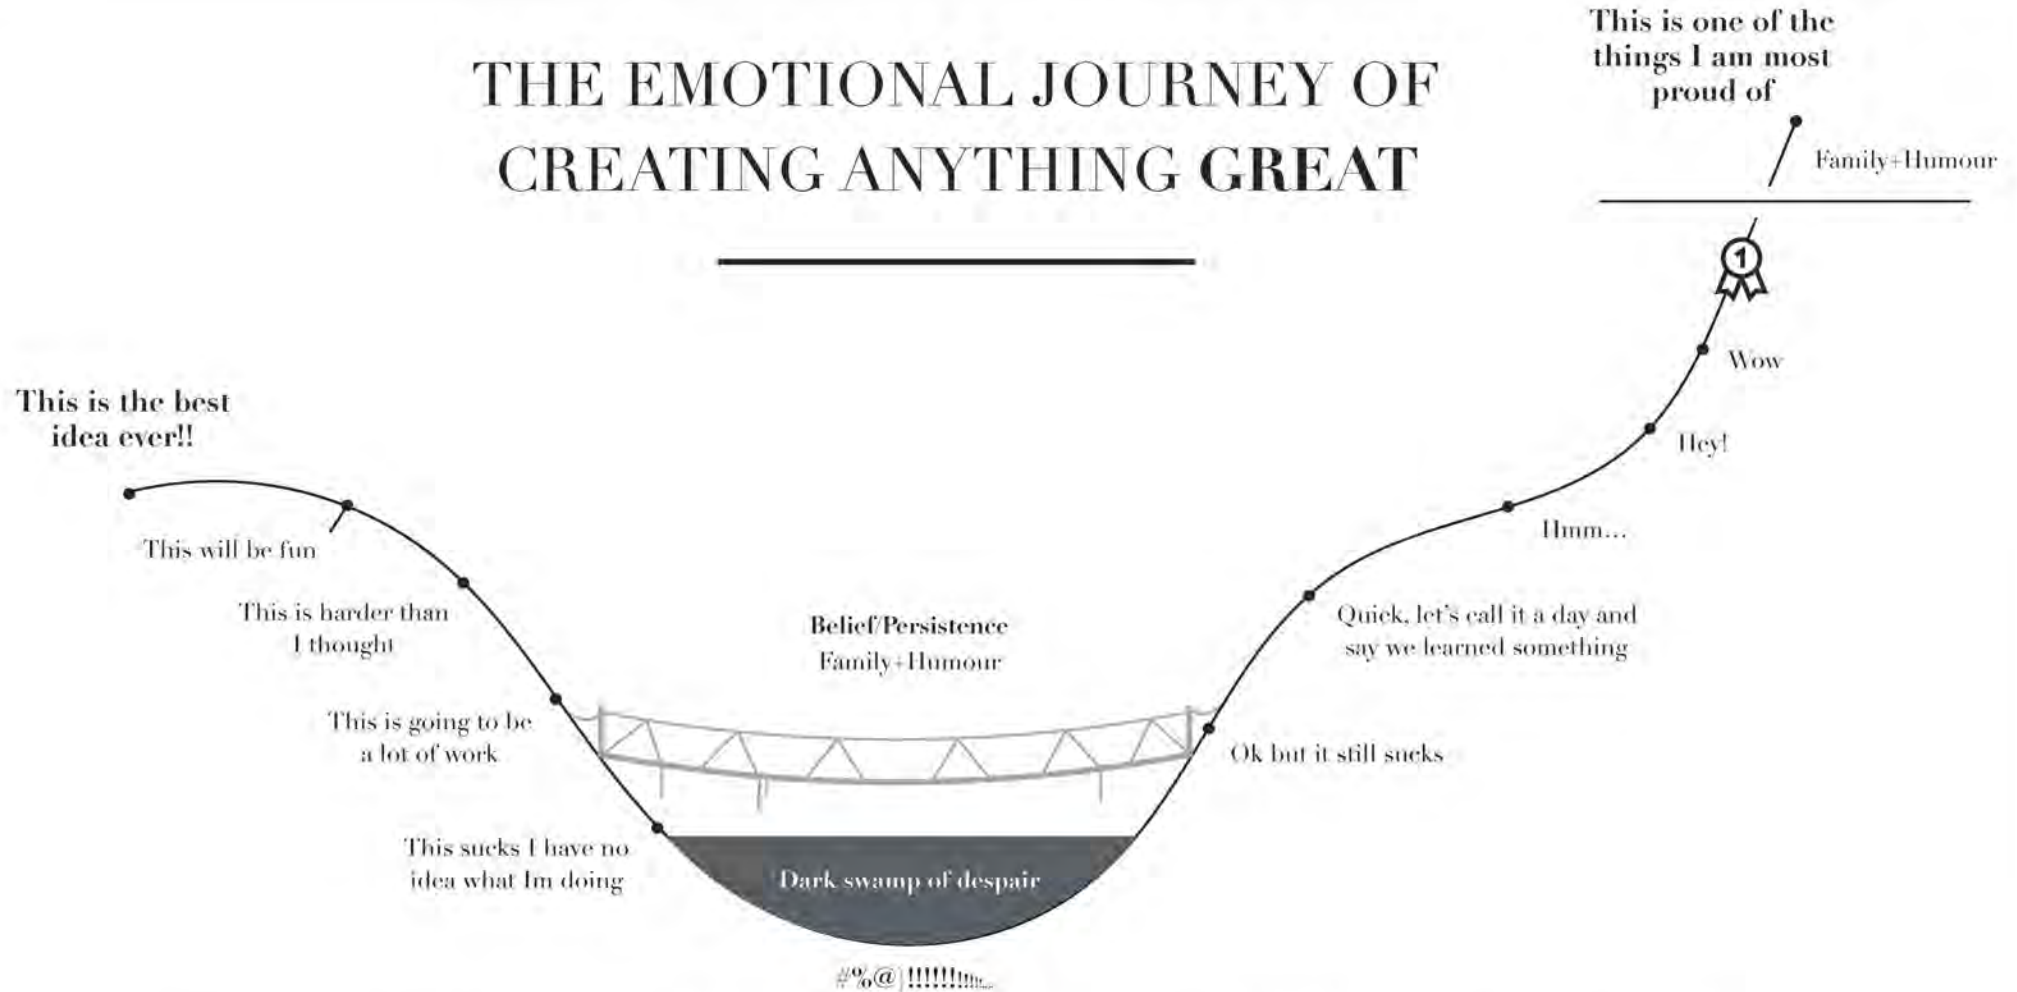 THE EMOTIONAL JOURNEY OF
CREATING ANYTHING GREAT
This is the best
idea ever!!
This will be fun
This is harder than
I thought
This is going to be
a lot of work
This sucks I have no
idea what Im doing
Belief/Persistence
Family+Humour
Dark swamp of despair
#%@)!!!!!!!!!!!!...
Ok but it still sucks
Quick, let's call it a day and
say we learned something
Hmm...
Hey!
Wow
1
Family+Humour
This is one of the
things I am most
proud of